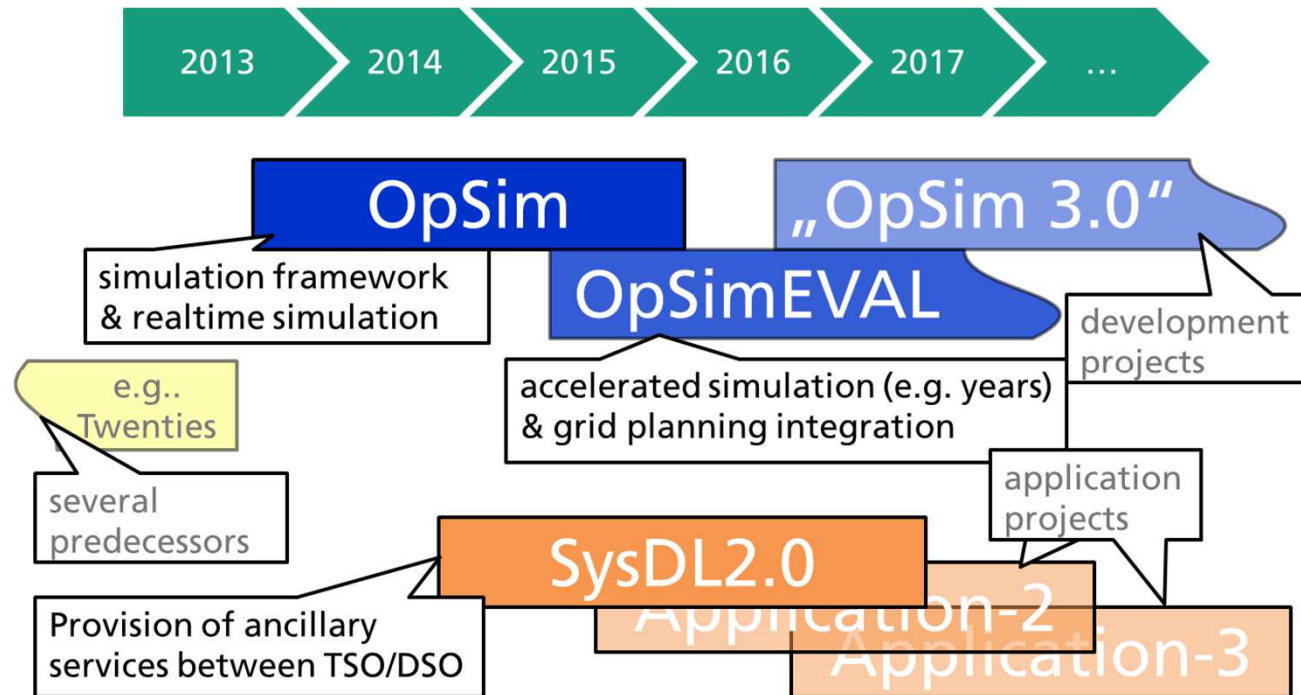 2013 2014 2015 2016 2017 ...
OpSim
„OpSim 3.0“
simulation framework
& realtime simulation
OpSimEVAL
development
projects
e.g..
Twenties
accelerated simulation (e.g. years)
& grid planning integration
several
predecessors
application
projects
SysDL2.0
Application-2
Provision of ancillary
services between TSO/DSO
Application-3